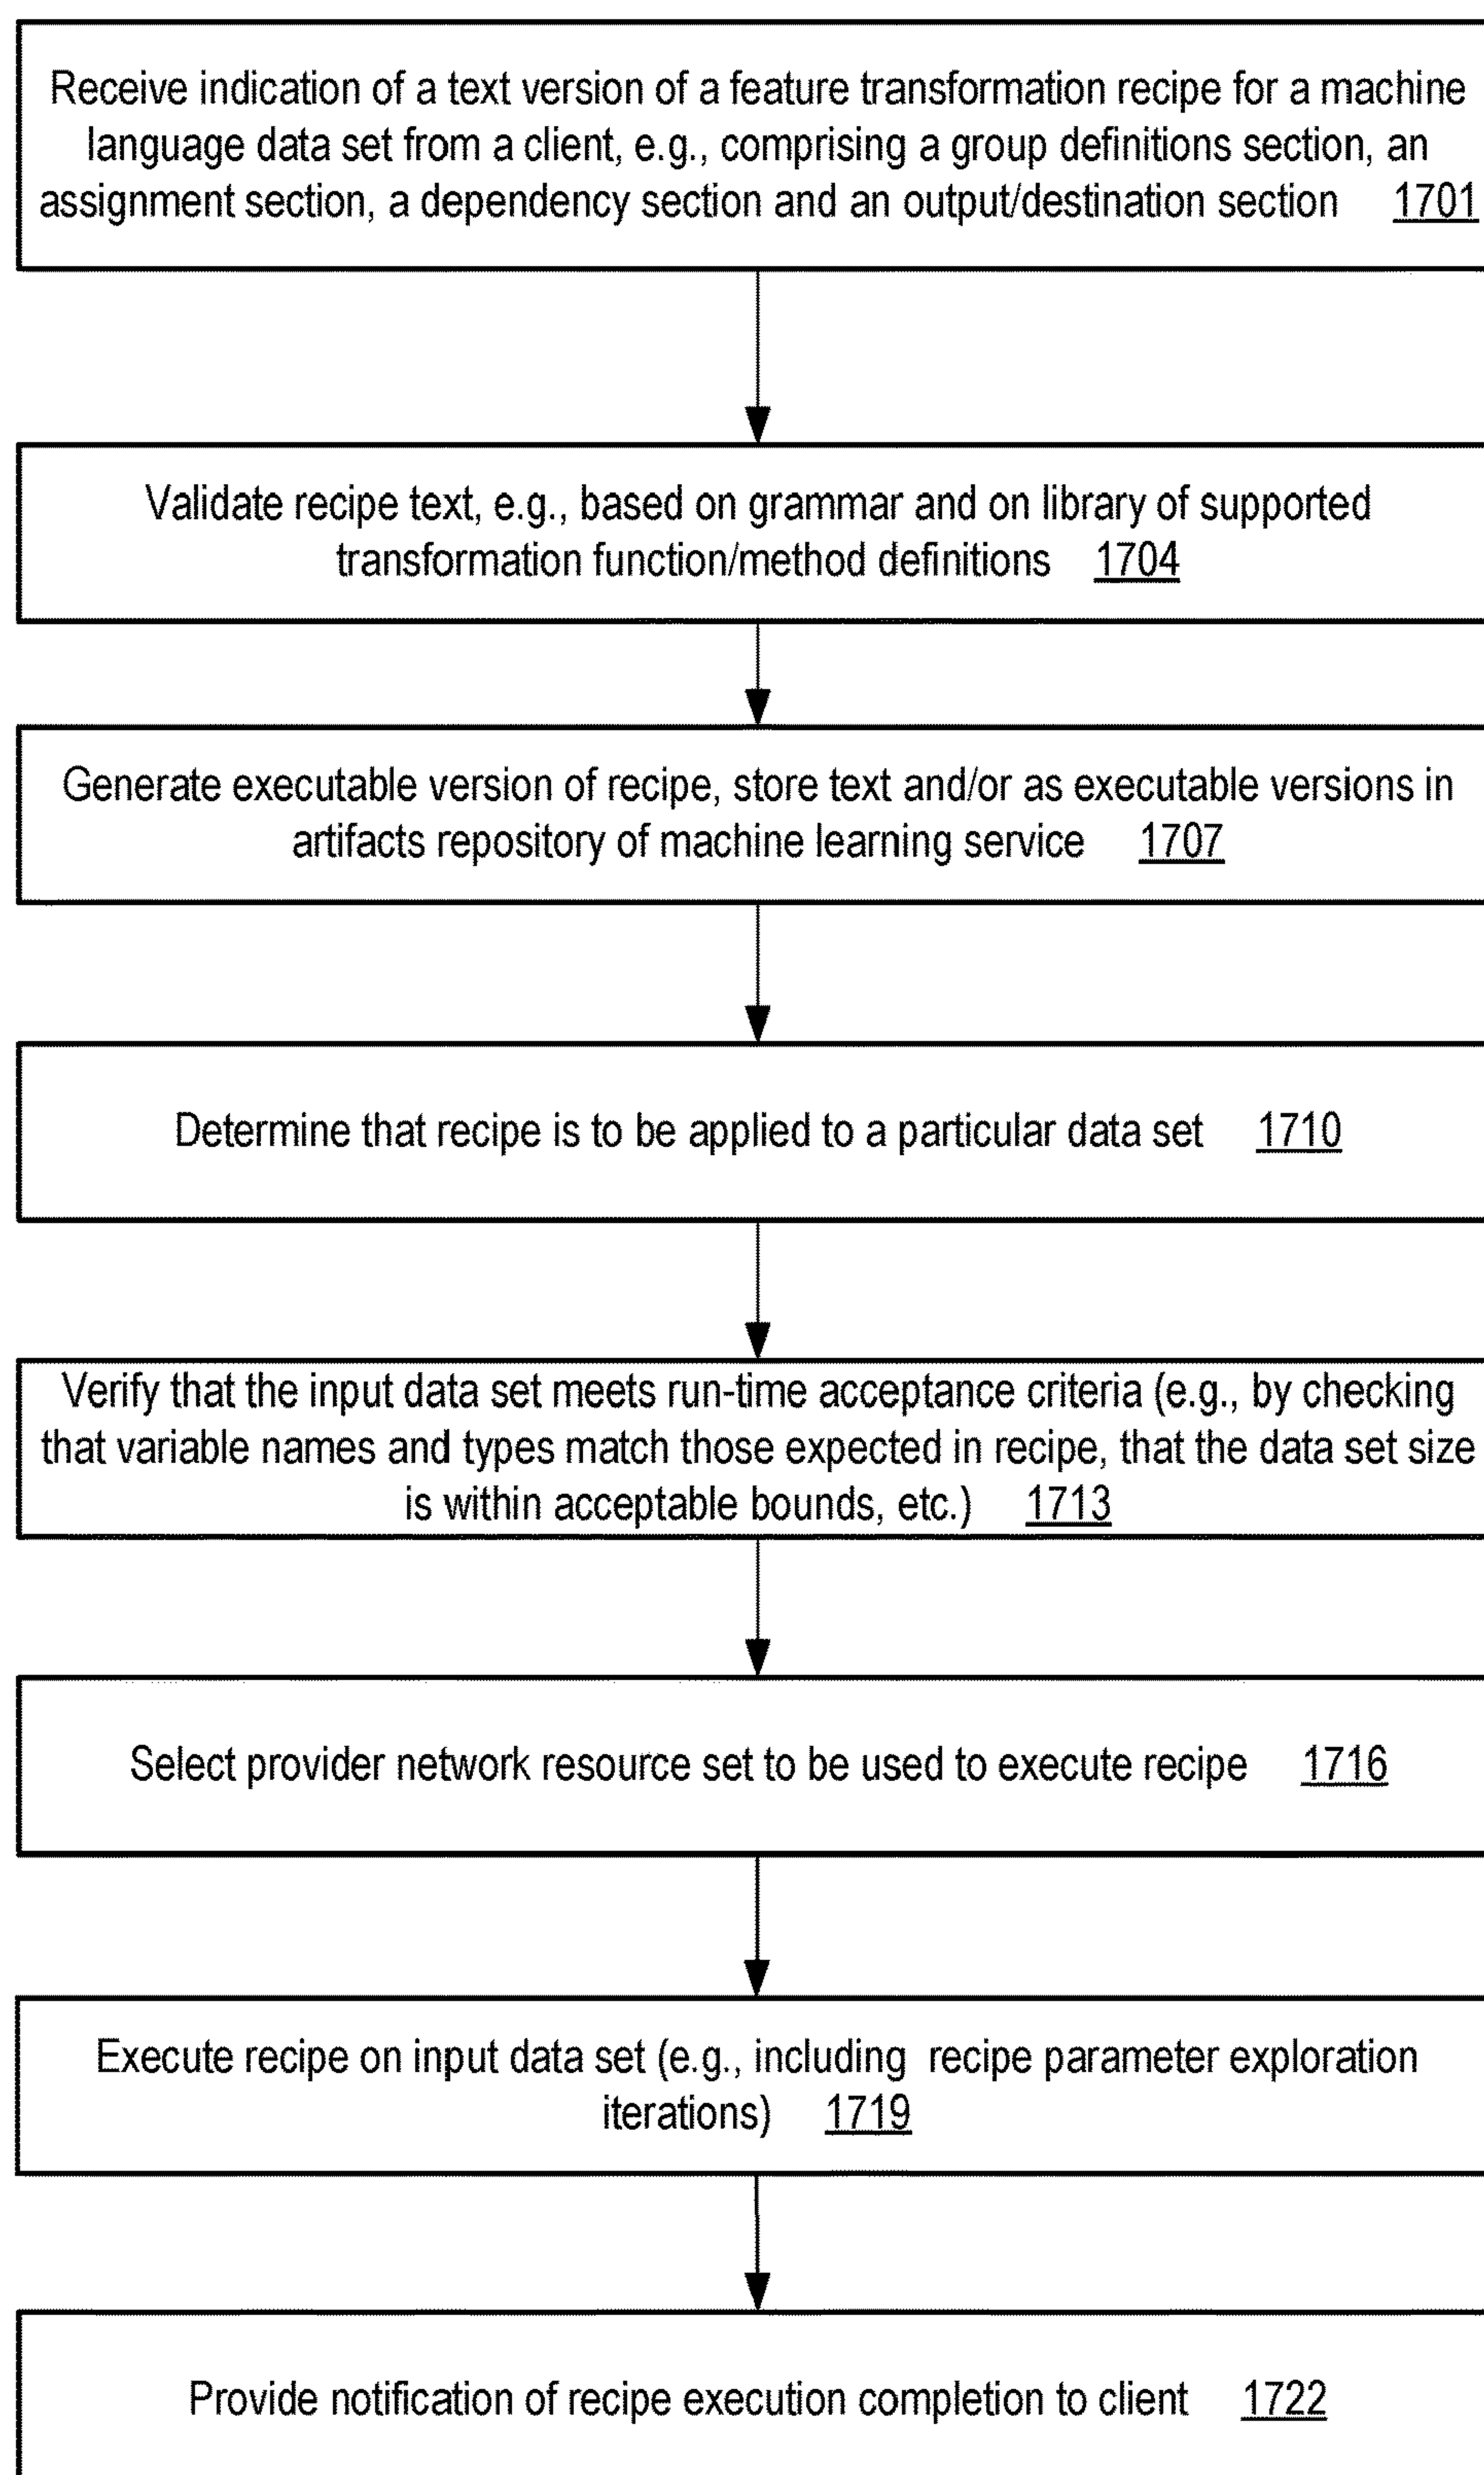 Receive indication of a text version of a feature transformation recipe for a machine
language data set from a client, e.g., comprising a group definitions section, an
assignment section, a dependency section and an output/destination section 1701
Validate recipe text, e.g., based on grammar and on library of supported
transformation function/method definitions 1704
Generate executable version of recipe, store text and/or as executable versions in
artifacts repository of machine learning service 1707
Determine that recipe is to be applied to a particular data set 1710
Verify that the input data set meets run-time acceptance criteria (e.g., by checking
that variable names and types match those expected in recipe, that the data set size
is within acceptable bounds, etc.) 1713
Select provider network resource set to be used to execute recipe 1716
Execute recipe on input data set (e.g., including recipe parameter exploration
iterations) 1719
Provide notification of recipe execution completion to client 1722